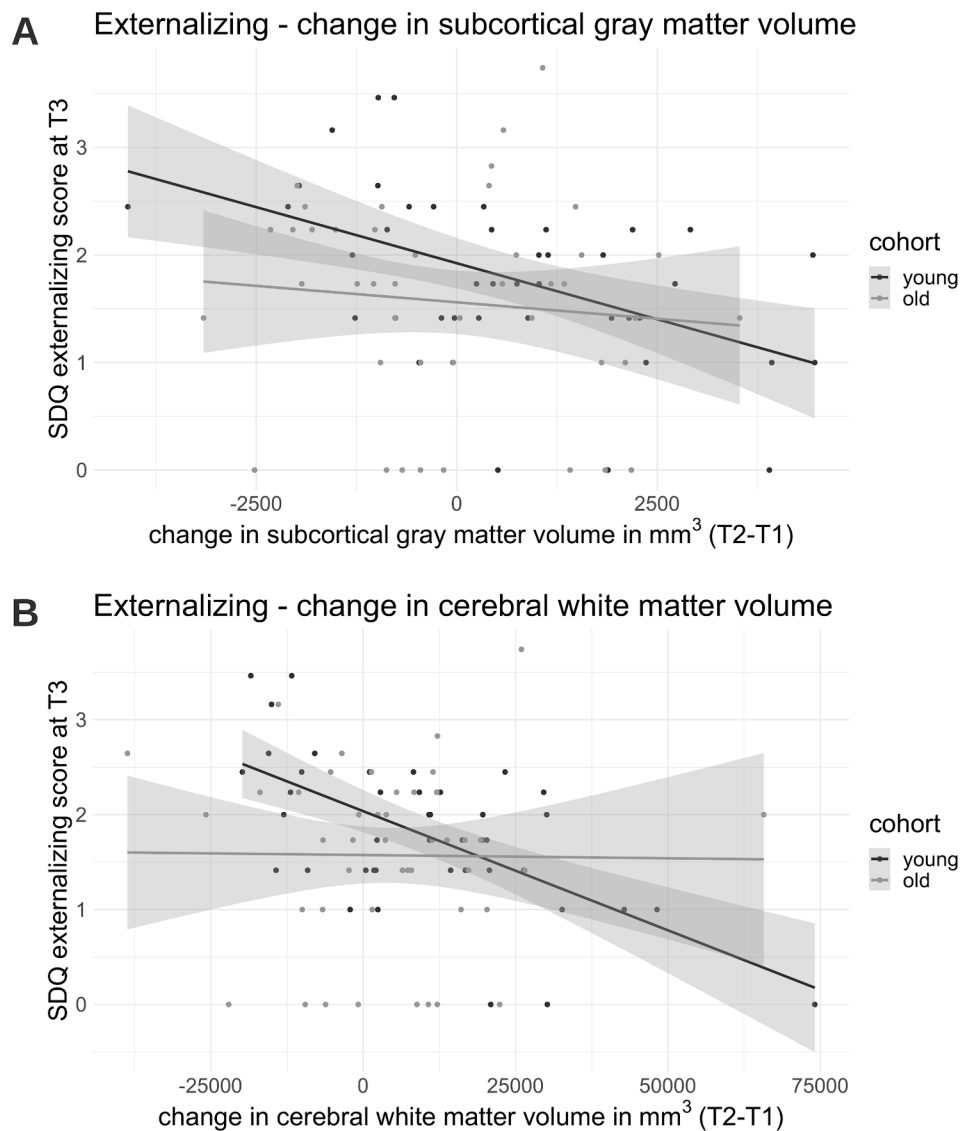 A
Externalizing - change in subcortical gray matter volume
SDQ externalizing score at T3
3
2
1
0
-2500
0
2500
change in subcortical gray matter volume in mm³ (T2-T1)
cohort
young
old
B
Externalizing - change in cerebral white matter volume
SDQ externalizing score at T3
3
2
1
0
-25000
0
25000
50000
75000
change in cerebral white matter volume in mm³ (T2-T1)
cohort
young
old